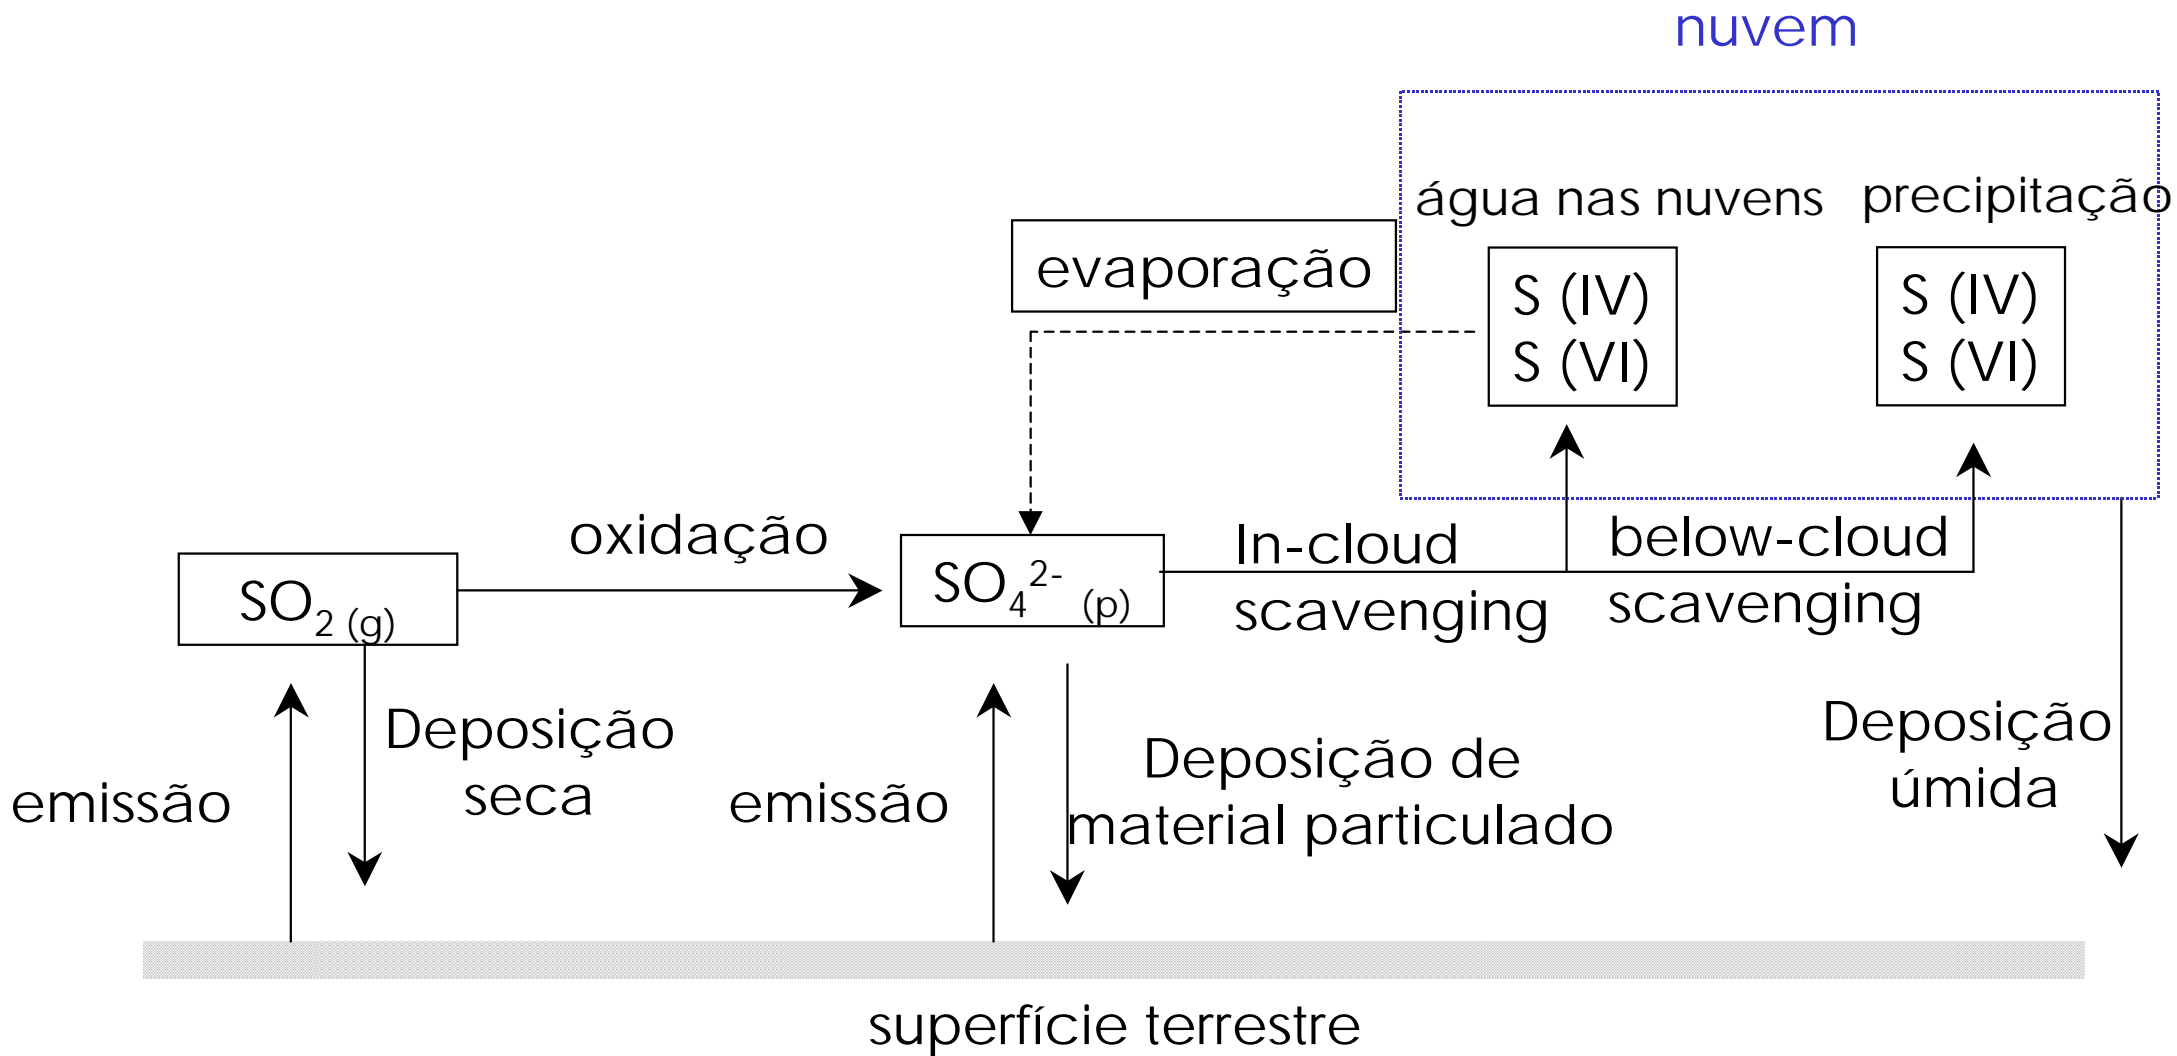 nuvem
água nas nuvens
precipitação
evaporação
S (IV)
S (VI)
S (IV)
S (VI)
oxidação
SO2 (g)
SO4 2- (p)
In-cloud
scavenging
below-cloud
scavenging
emissão
Deposição
seca
emissão
Deposição de
material particulado
Deposição
úmida
superfície terrestre